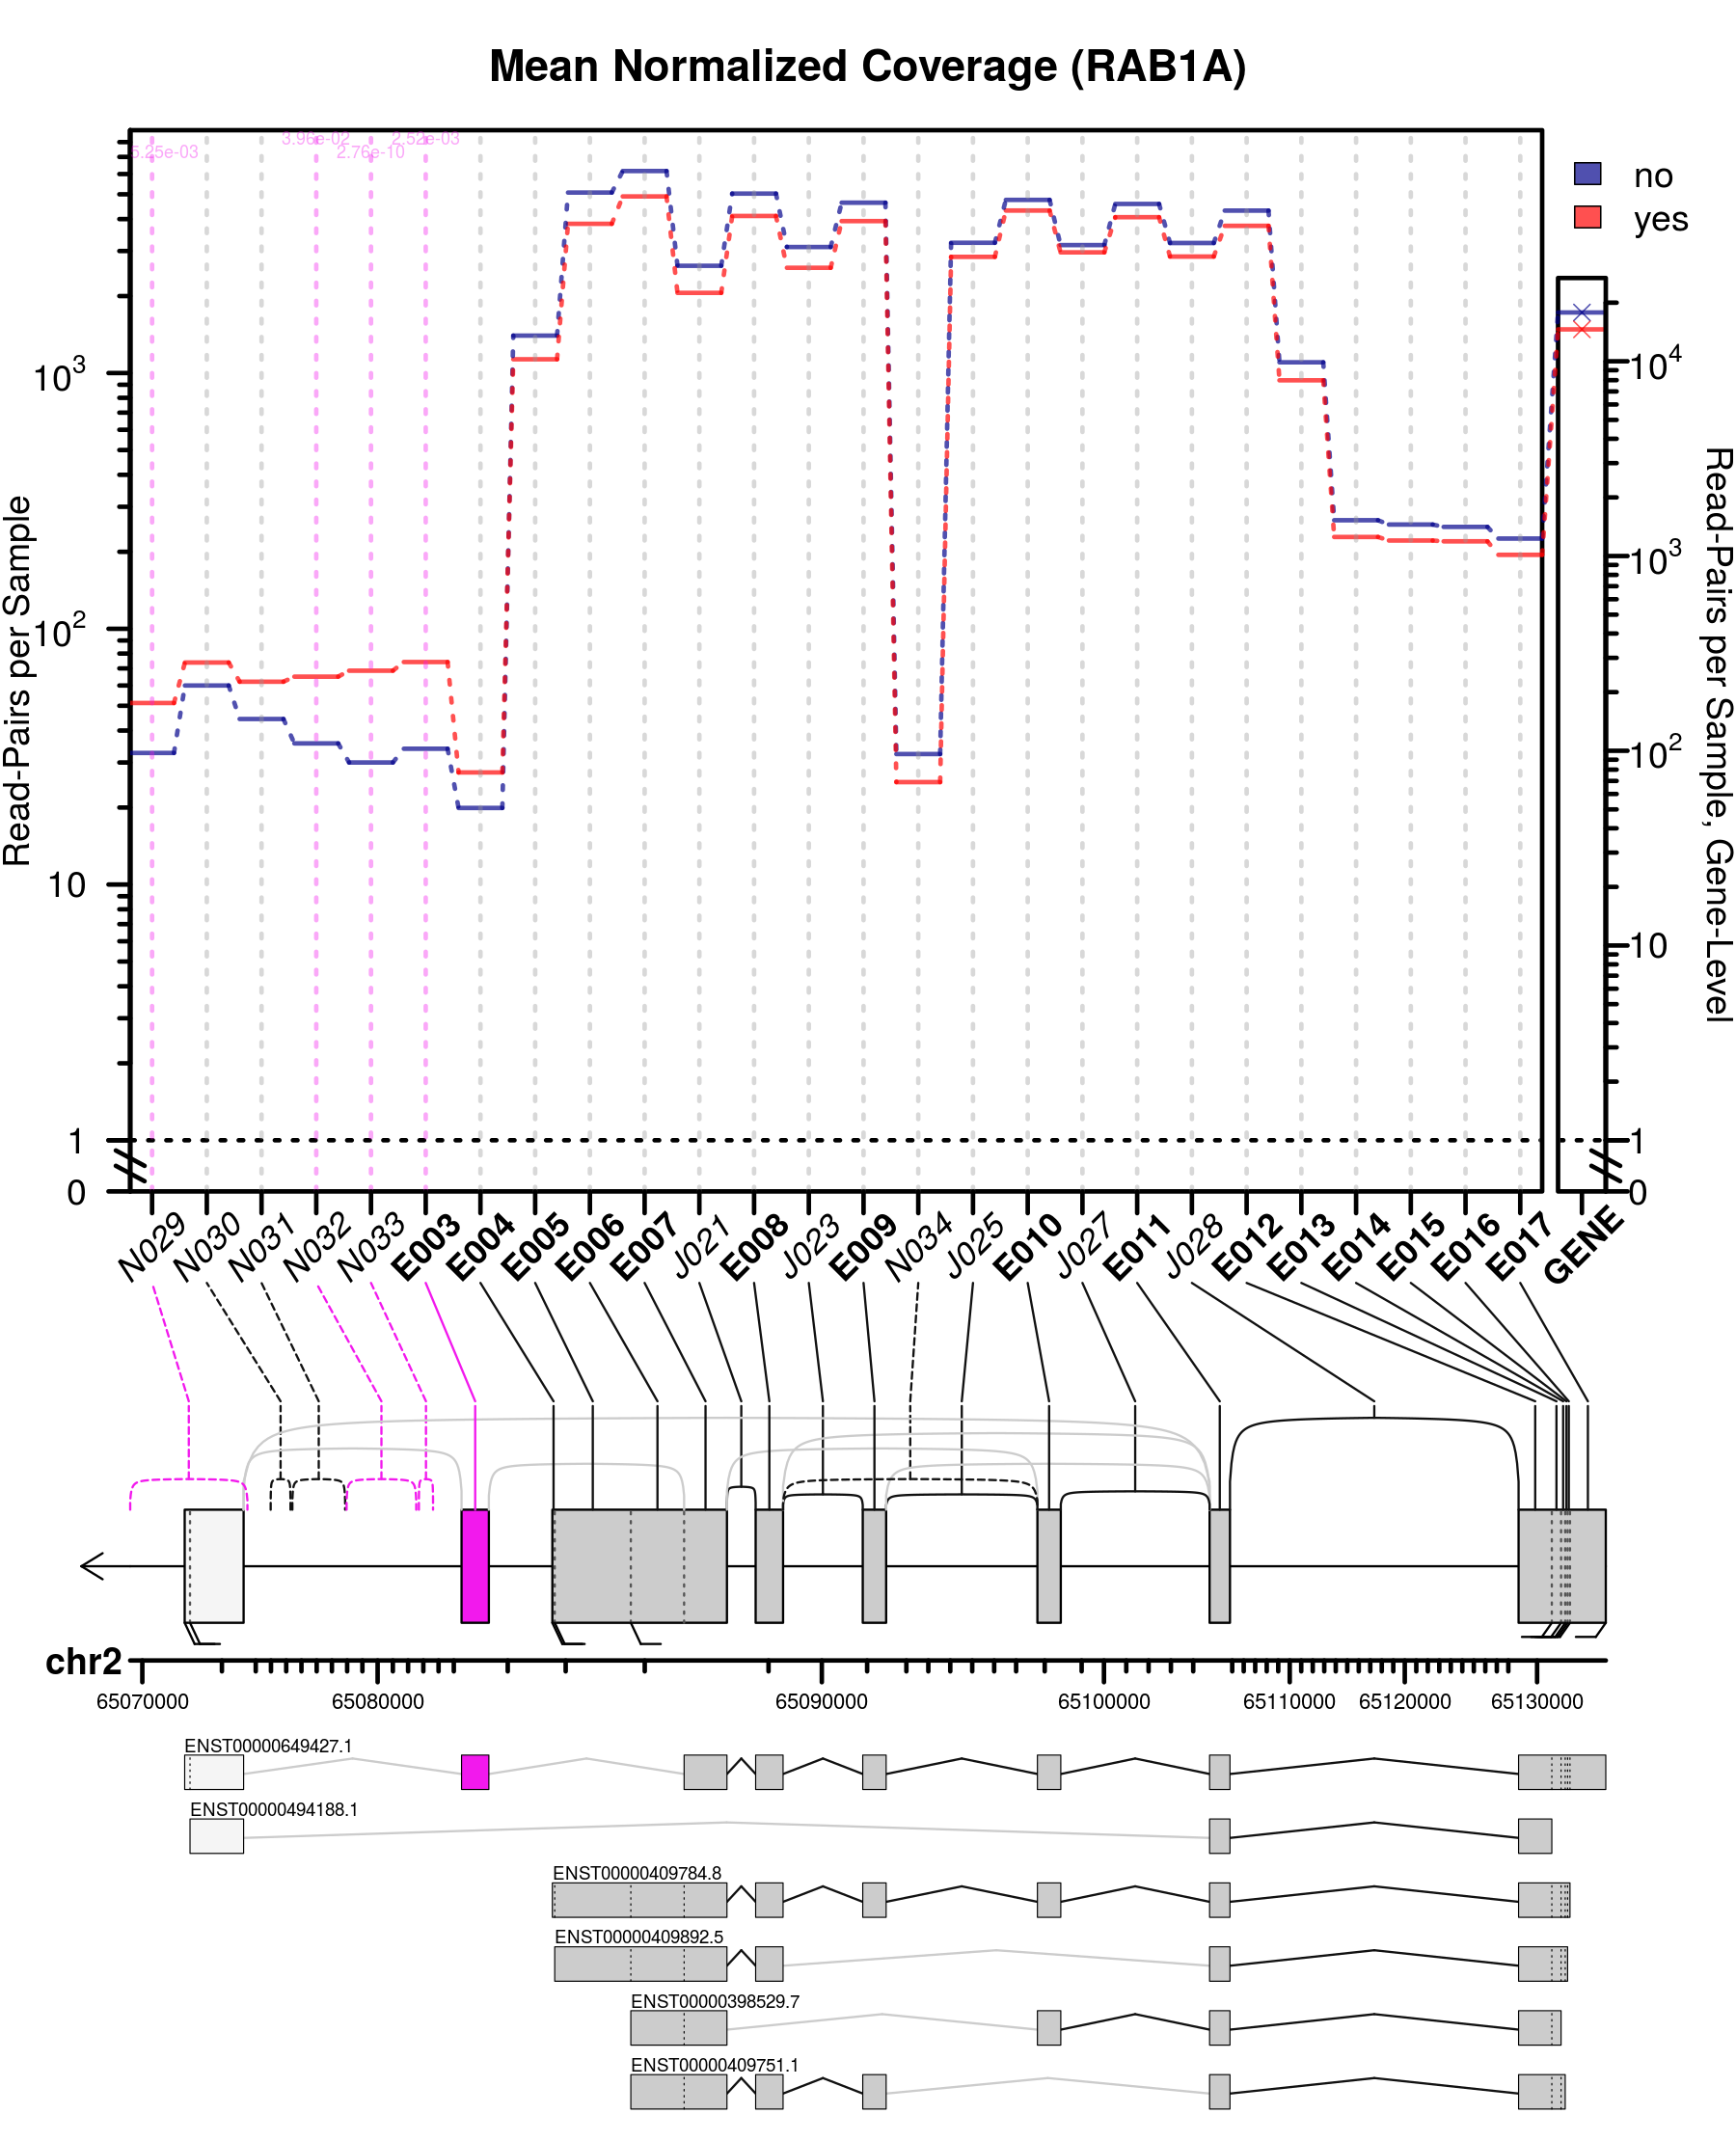 Mean Normalized Coverage (RAB1A)
3.96e-02 2.52e-03
6.25e-03 2.76e-10
no
yes
Read-Pairs per Sample
10³
10²
10
1
0
Read-Pairs per Sample, Gene-Level
10⁴
10³
10²
10
1
0
N029 N030 N031 N032 N033 E003 E004 E005 E006 E007 J021 E008 J023 E009 N034 J025 E010 J027 E011 J028 E012 E013 E014 E015 E016 E017 GENE
chr2
65070000 65080000 65090000 65100000 65110000 65120000 65130000
ENST00000649427.1
ENST00000494188.1
ENST00000409784.8
ENST00000409892.5
ENST00000398529.7
ENST00000409751.1